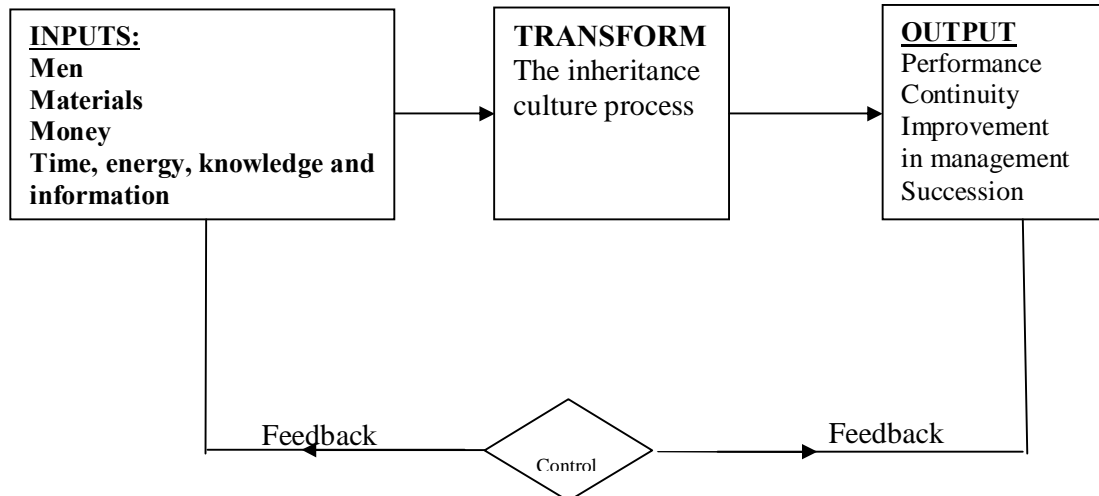 INPUTS:
Men
Materials
Money
Time, energy, knowledge and
information
TRANSFORM
The inheritance
culture process
OUTPUT
Performance
Continuity
Improvement
in management
Succession
Feedback
Control
Feedback